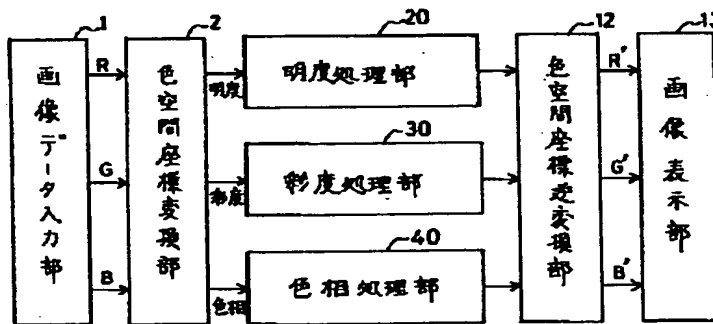 1
画像データ入力部
R
G
B
2
色空間座標変換部
明度
彩度
色相
20
明度処理部
30
彩度処理部
40
色相処理部
12
色空間座標逆変換部
R'
G'
B'
13
画像表示部